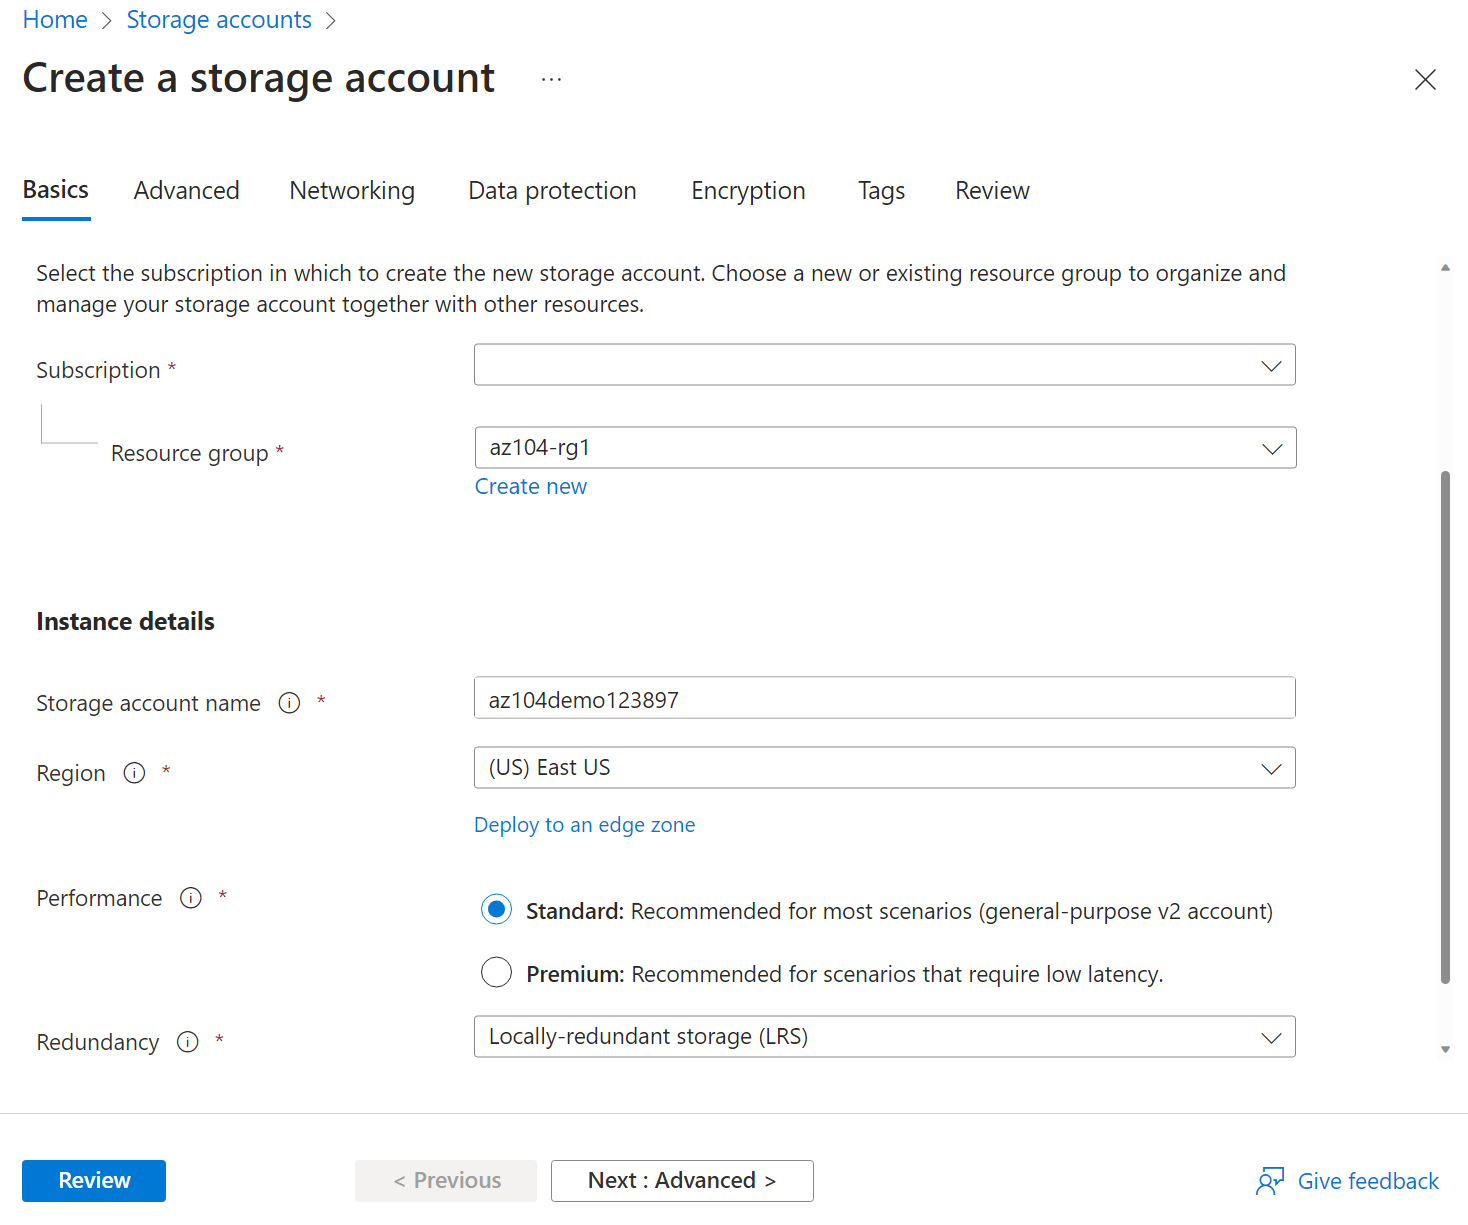 Home > Storage accounts >
Create a storage account ...
Basics Advanced Networking Data protection Encryption Tags Review
Select the subscription in which to create the new storage account. Choose a new or existing resource group to organize and
manage your storage account together with other resources.
Subscription *
Resource group * az104-rg1
Create new
Instance details
Storage account name * az104demo123897
Region * (US) East US
Deploy to an edge zone
Performance * Standard: Recommended for most scenarios (general-purpose v2 account)
Premium: Recommended for scenarios that require low latency.
Redundancy * Locally-redundant storage (LRS)
Review < Previous Next : Advanced > Give feedback